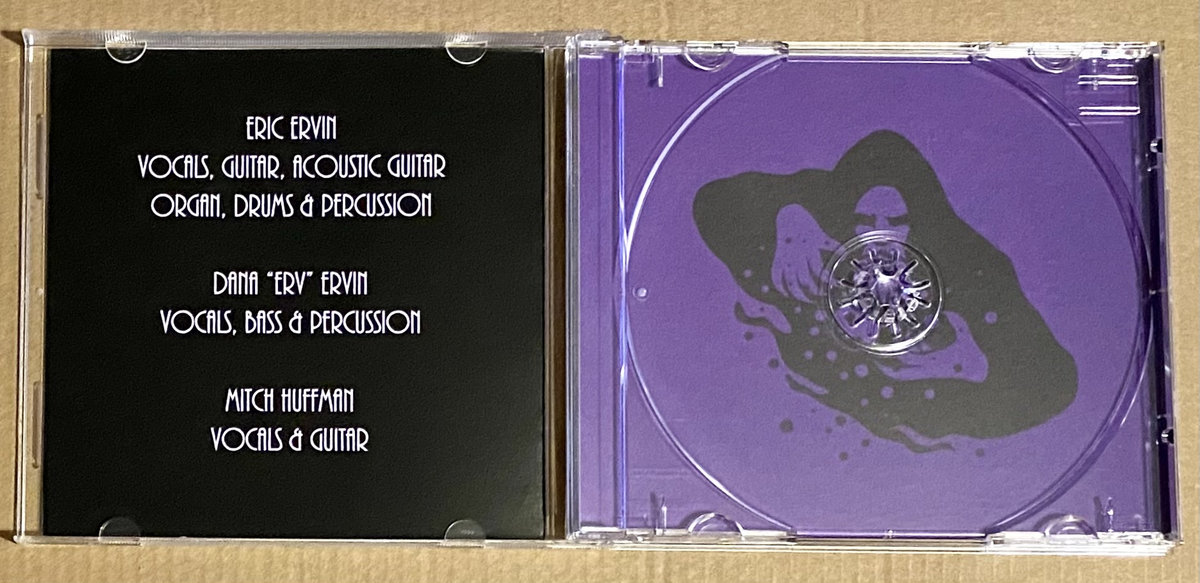 ERIC ERVIN
VOCALS, GUITAR, ACOUSTIC GUITAR
ORGAN, DRUMS & PERCUSSION
DANA "ERV" ERVIN
VOCALS, BASS & PERCUSSION
MITCH HUFFMAN
VOCALS & GUITAR